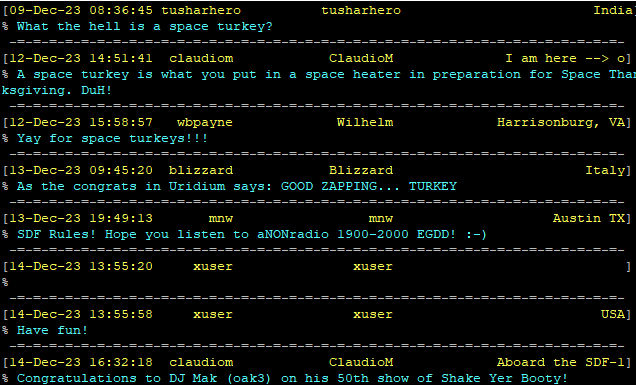 [09-Dec-23 08:36:45 tusharhero tusharhero India
% What the hell is a space turkey?
-=-=-=-=-=-=-=-=-=-=-=-=-=-=-=-=-=-=-=-=-=-=-=-=-=-=-=-=-=-=-=-=-=-=-=-=-=-=-
[12-Dec-23 14:51:41 claudiom ClaudioM I am here --> o]
% A space turkey is what you put in a space heater in preparation for Space Than
ksgiving. DuH!
-=-=-=-=-=-=-=-=-=-=-=-=-=-=-=-=-=-=-=-=-=-=-=-=-=-=-=-=-=-=-=-=-=-=-=-=-=-=-
[12-Dec-23 15:58:57 wbpayne Wilhelm Harrisonburg, VA]
% Yay for space turkeys!!!
-=-=-=-=-=-=-=-=-=-=-=-=-=-=-=-=-=-=-=-=-=-=-=-=-=-=-=-=-=-=-=-=-=-=-=-=-=-=-
[13-Dec-23 09:45:20 blizzard Blizzard Italy]
% As the congrats in Uridium says: GOOD ZAPPING... TURKEY
-=-=-=-=-=-=-=-=-=-=-=-=-=-=-=-=-=-=-=-=-=-=-=-=-=-=-=-=-=-=-=-=-=-=-=-=-=-=-
[13-Dec-23 19:49:13 mnw mnw Austin TX]
% SDF Rules! Hope you listen to aNONradio 1900-2000 EGDD! :-)
-=-=-=-=-=-=-=-=-=-=-=-=-=-=-=-=-=-=-=-=-=-=-=-=-=-=-=-=-=-=-=-=-=-=-=-=-=-=-
[14-Dec-23 13:55:20 xuser xuser ]
%
-=-=-=-=-=-=-=-=-=-=-=-=-=-=-=-=-=-=-=-=-=-=-=-=-=-=-=-=-=-=-=-=-=-=-=-=-=-=-
[14-Dec-23 13:55:58 xuser xuser USA]
% Have fun!
-=-=-=-=-=-=-=-=-=-=-=-=-=-=-=-=-=-=-=-=-=-=-=-=-=-=-=-=-=-=-=-=-=-=-=-=-=-=-
[14-Dec-23 16:32:18 claudiom ClaudioM Aboard the SDF-1]
% Congratulations to DJ Mak (oak3) on his 50th show of Shake Yer Booty!